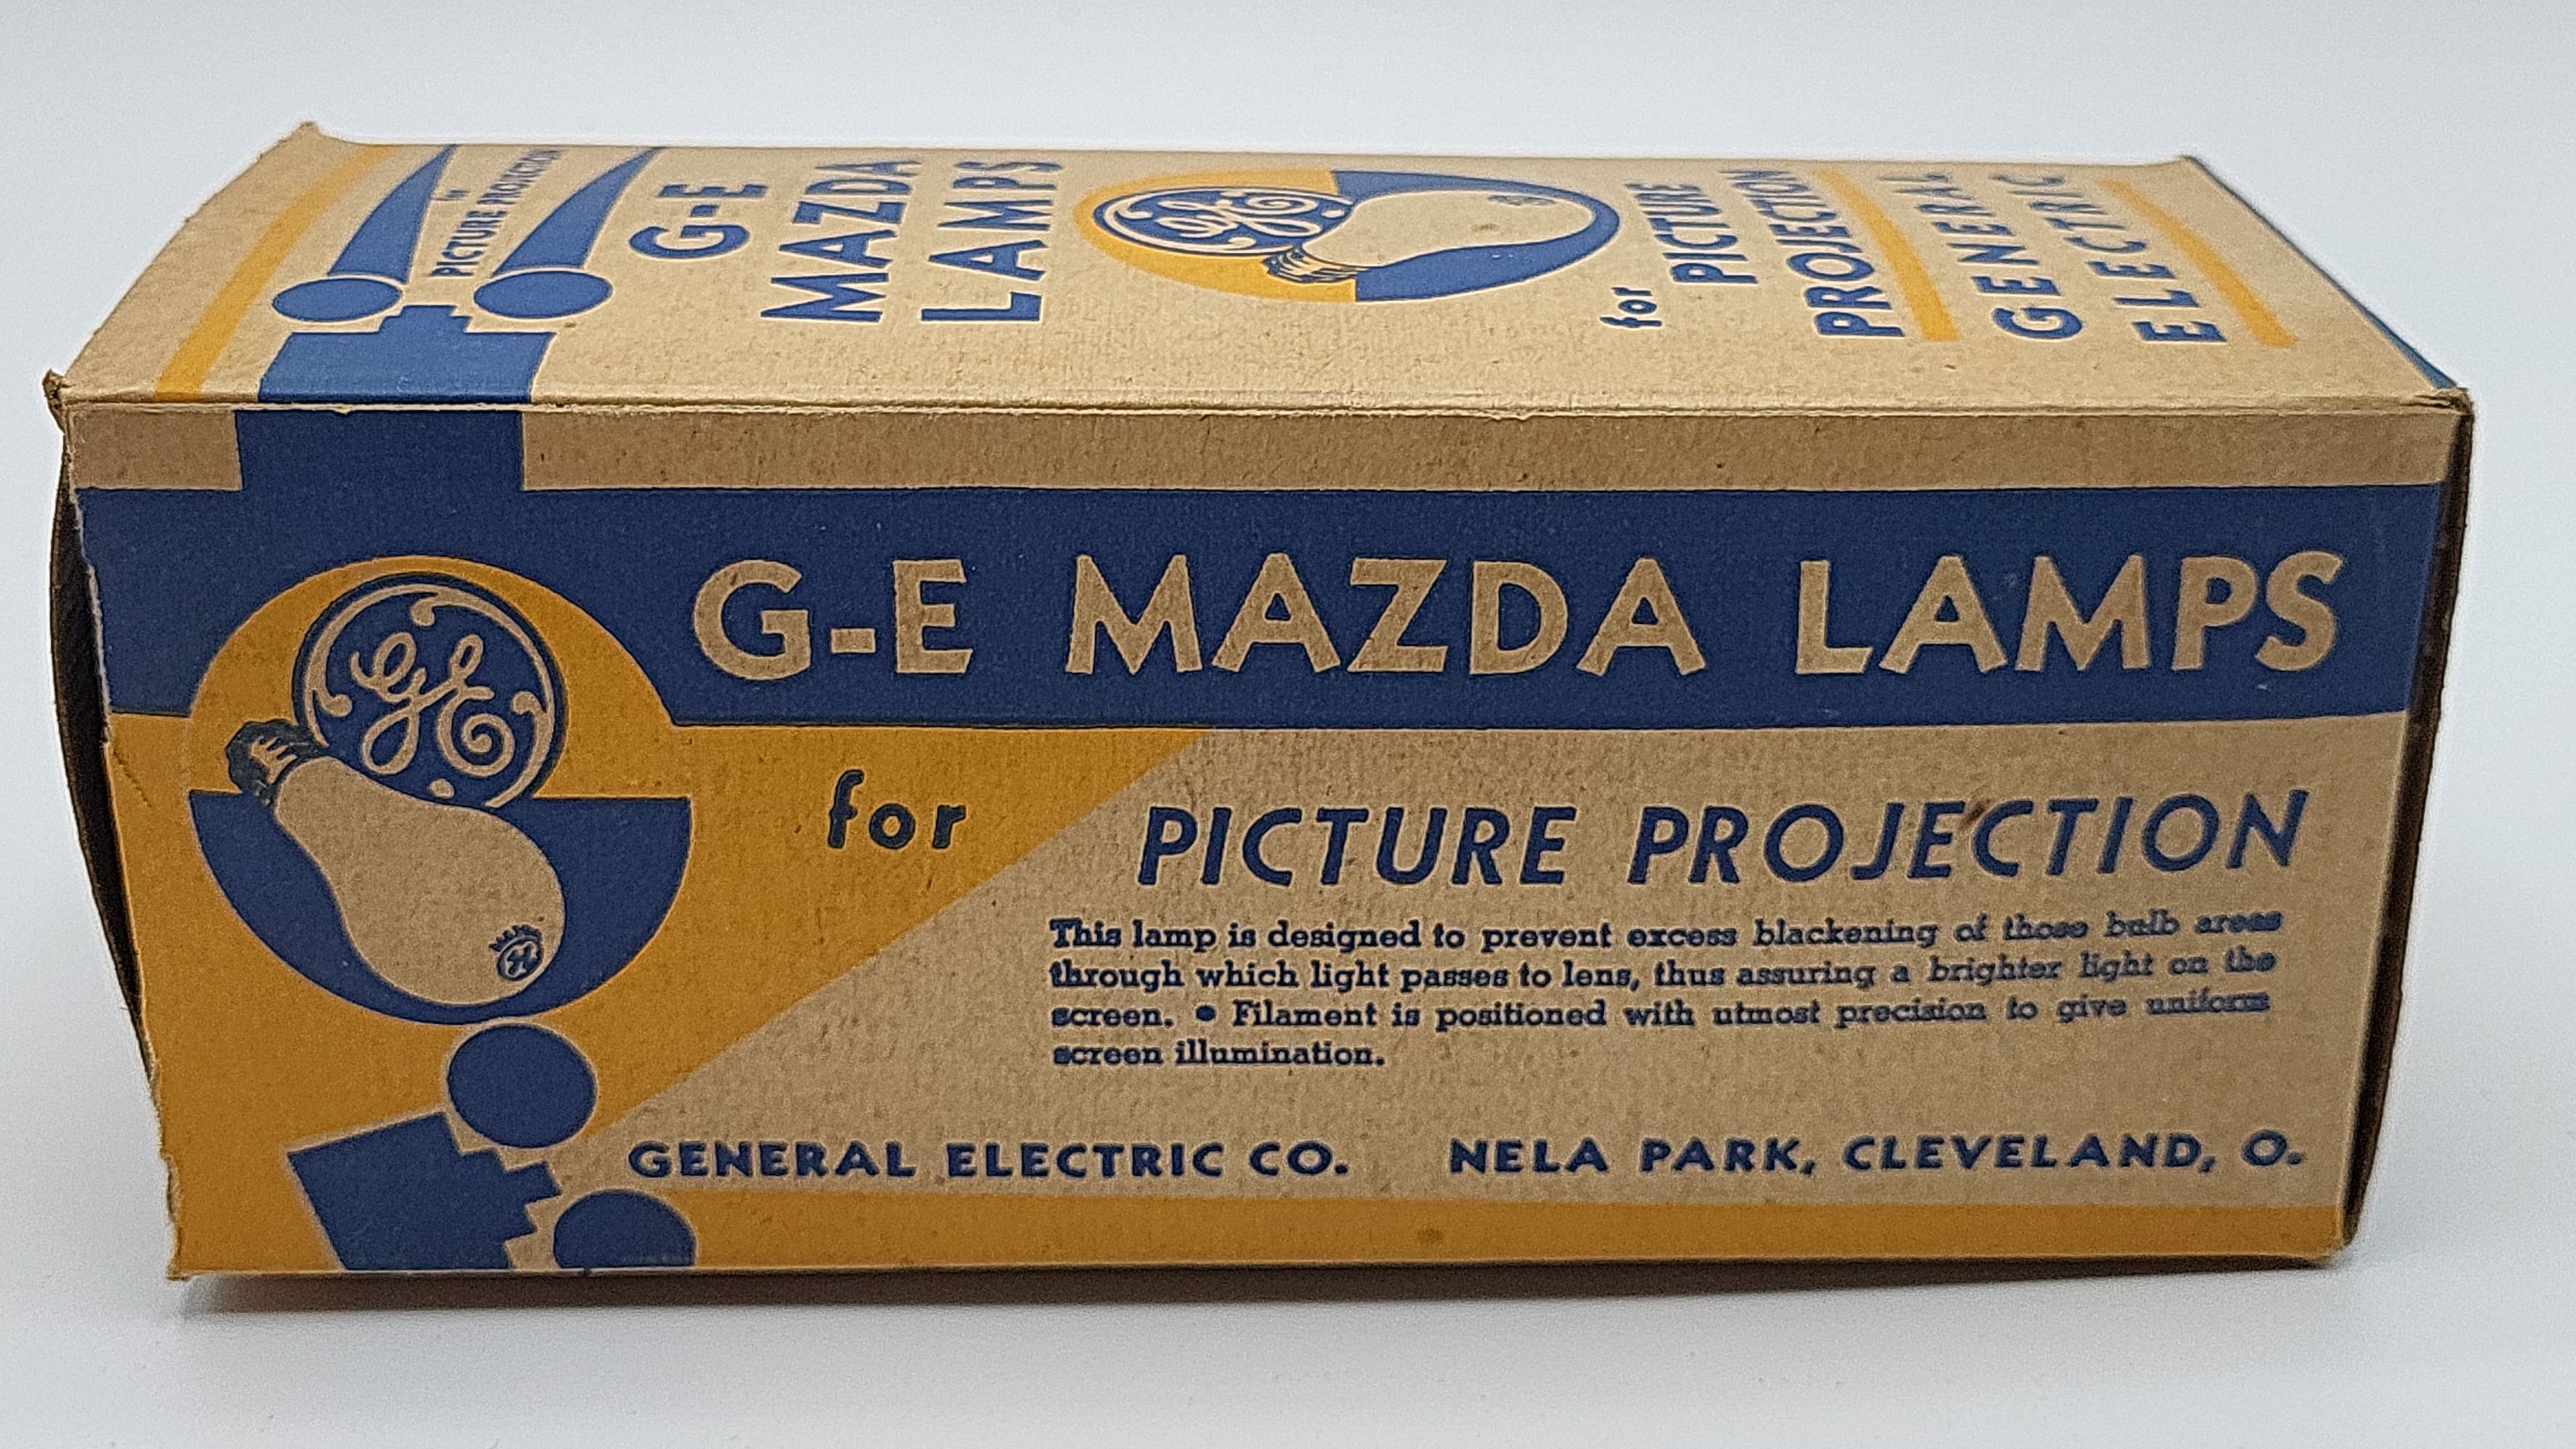 for
PICTURE PROJECTION
G-E
MAZDA
LAMPS
GE
for PICTURE
PROJECTION
GENERAL
ELECTRIC
G-E MAZDA LAMPS
GE
for PICTURE PROJECTION
This lamp is designed to prevent excess blackening of those bulb areas
through which light passes to lens, thus assuring a brighter light on the
screen. ● Filament is positioned with utmost precision to give uniform
screen illumination.
GENERAL ELECTRIC CO. NELA PARK, CLEVELAND, O.